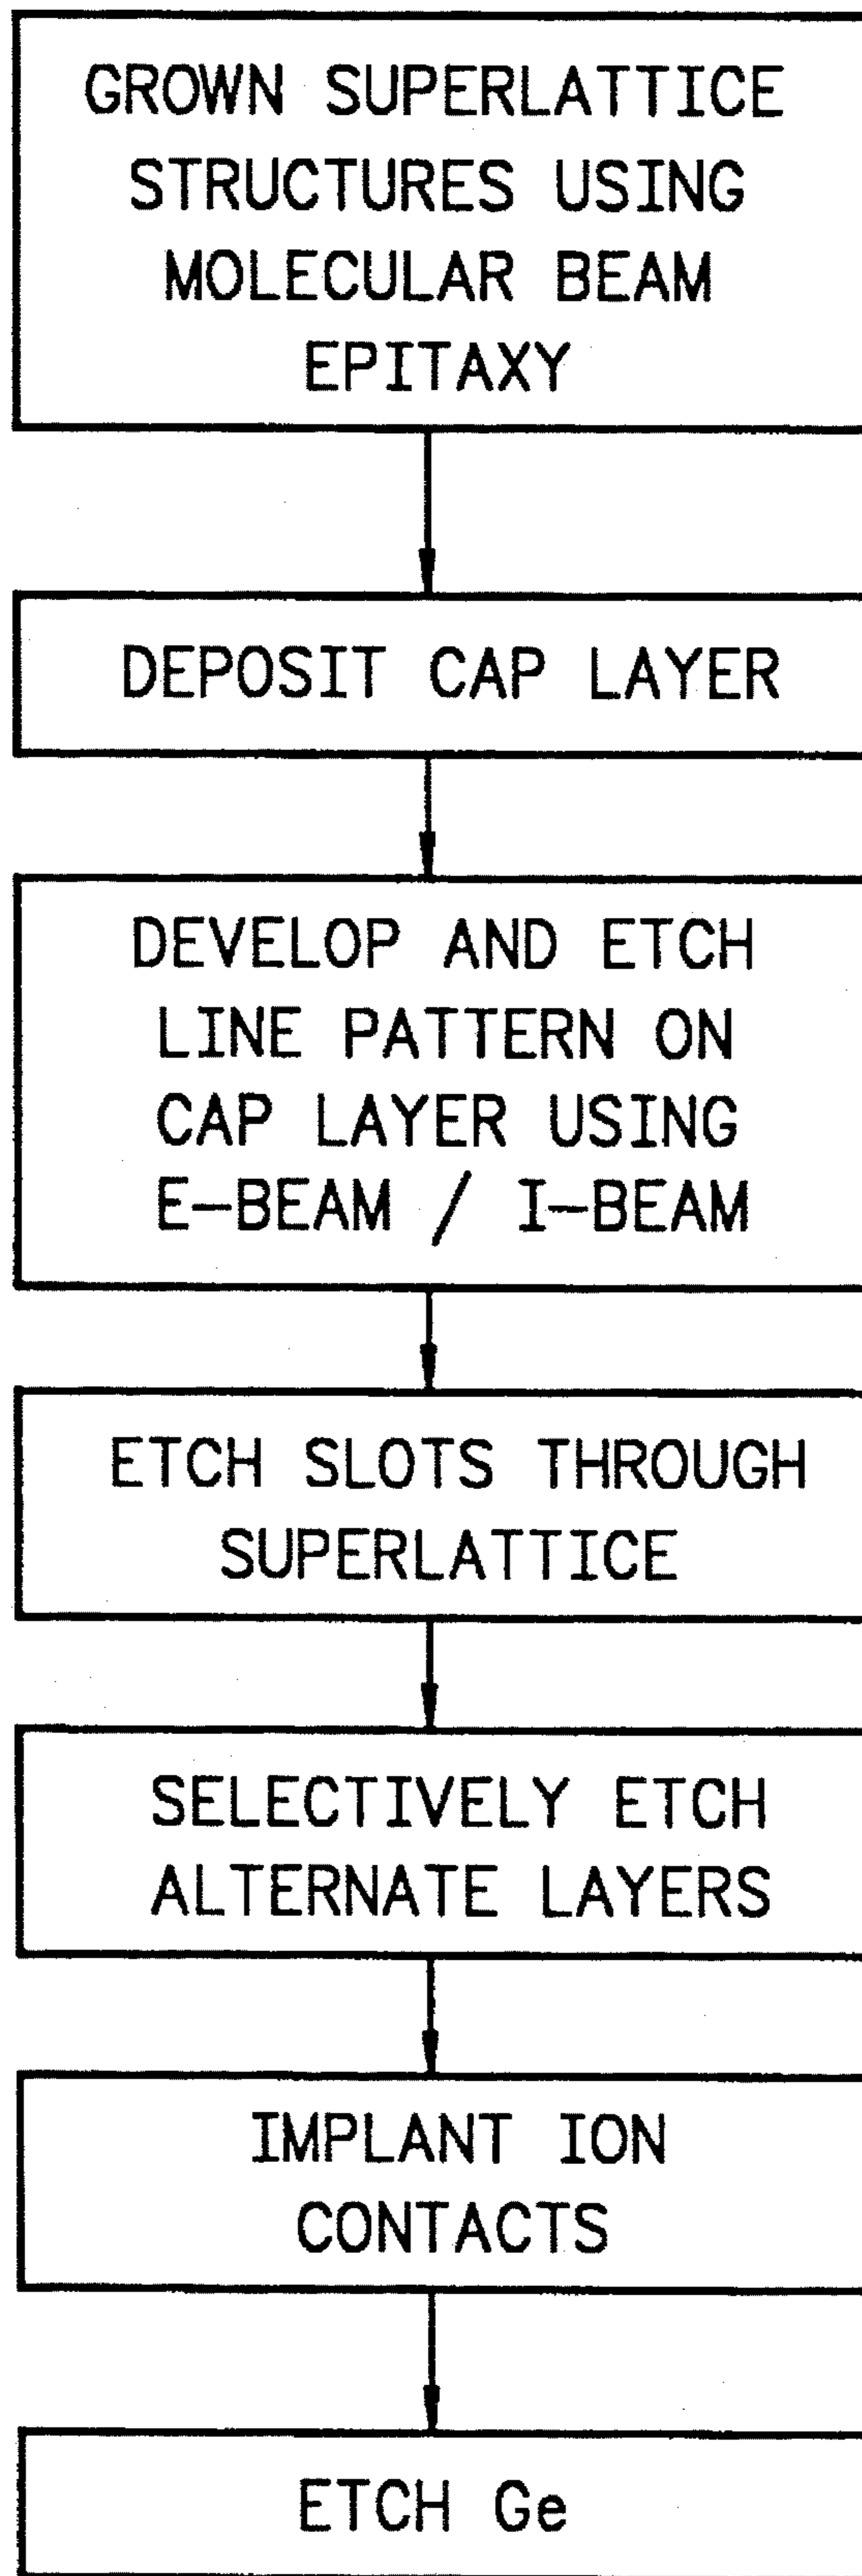 GROWN SUPERLATTICE
STRUCTURES USING
MOLECULAR BEAM
EPITAXY
DEPOSIT CAP LAYER
DEVELOP AND ETCH
LINE PATTERN ON
CAP LAYER USING
E-BEAM / I-BEAM
ETCH SLOTS THROUGH
SUPERLATTICE
SELECTIVELY ETCH
ALTERNATE LAYERS
IMPLANT ION
CONTACTS
ETCH Ge